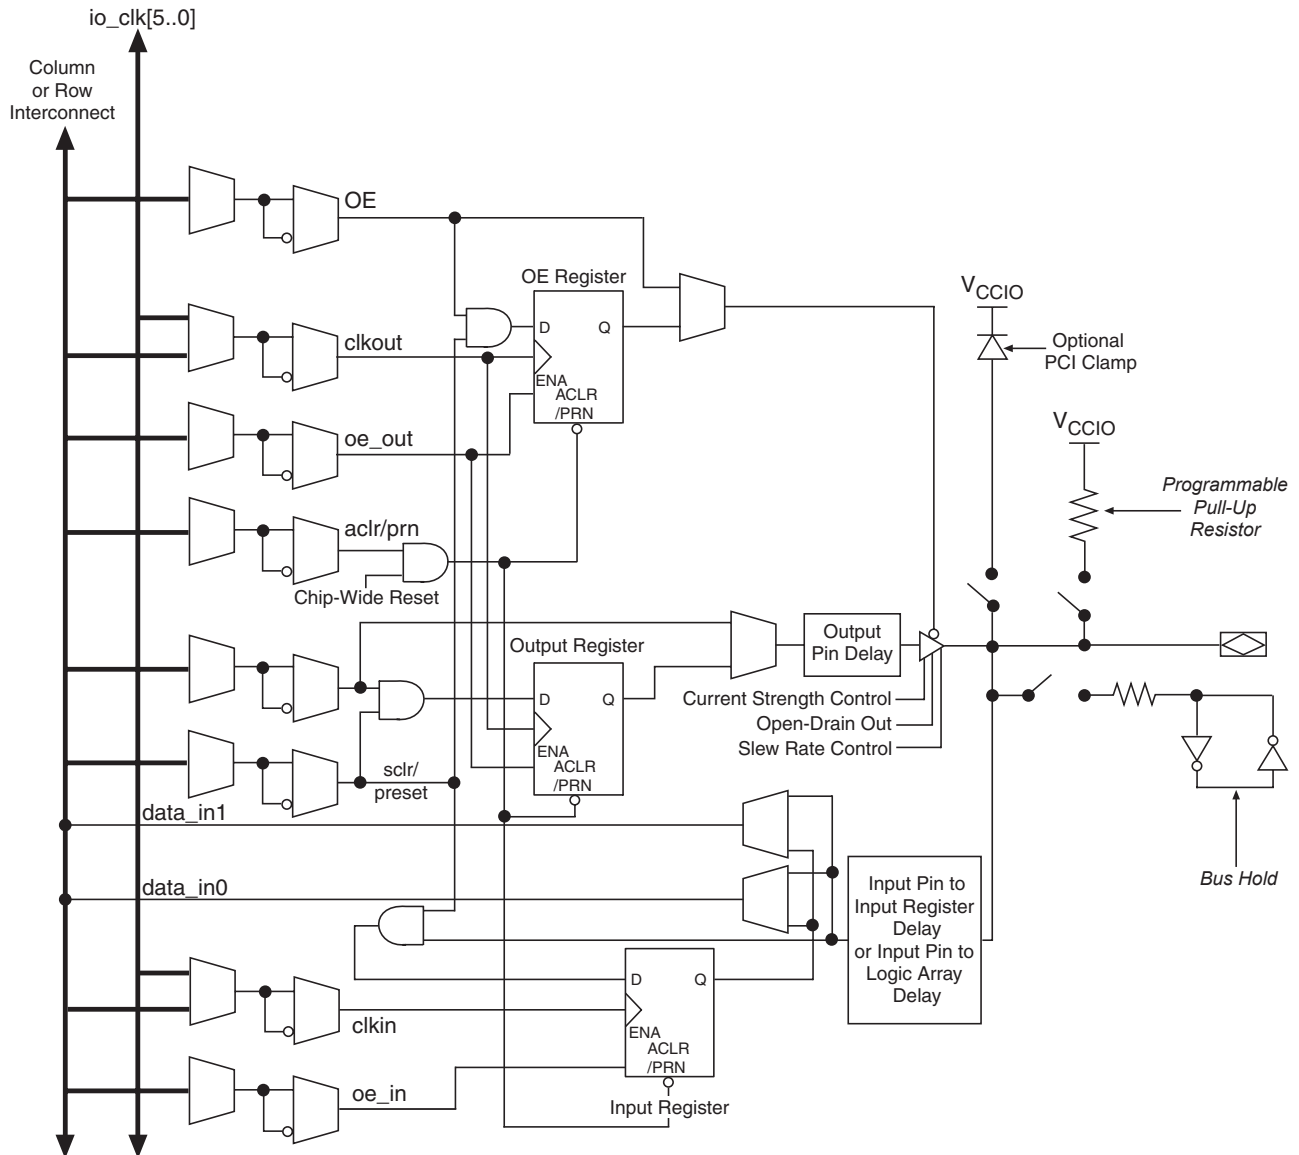 io_clk[5..0]
Column
or Row
Interconnect
OE
OE Register
D
Q
ENA
ACLR
/PRN
clkout
oe_out
aclr/prn
Chip-Wide Reset
VCCIO
Optional
PCI Clamp
VCCIO
Programmable
Pull-Up
Resistor
Output Register
D
Q
ENA
ACLR
/PRN
Output
Pin Delay
Current Strength Control
Open-Drain Out
Slew Rate Control
sclr/
preset
data_in1
data_in0
Bus Hold
Input Pin to
Input Register
Delay
or Input Pin to
Logic Array
Delay
D
Q
ENA
ACLR
/PRN
clkin
oe_in
Input Register